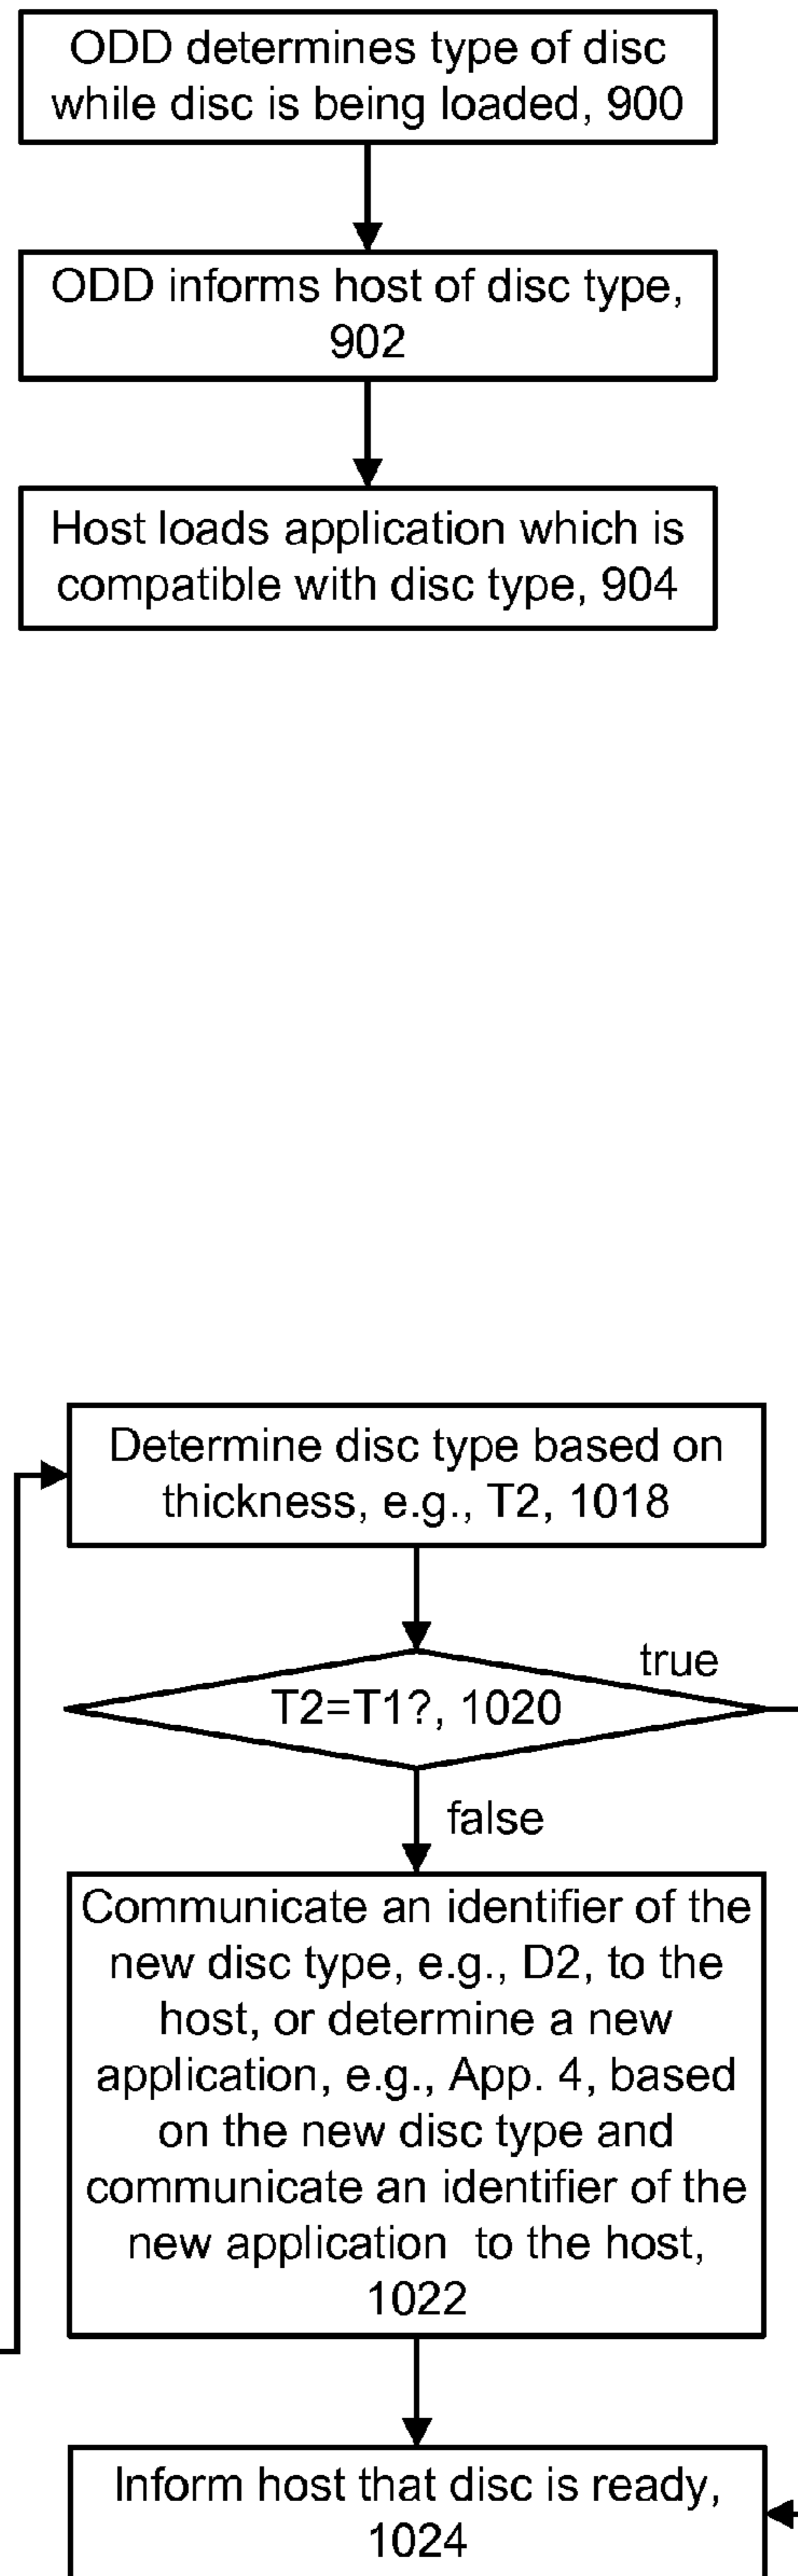 ODD determines type of disc
while disc is being loaded, 900
ODD informs host of disc type,
902
Host loads application which is
compatible with disc type, 904
Determine disc type based on
thickness, e.g., T2, 1018
true
T2=T1?, 1020
false
Communicate an identifier of the
new disc type, e.g., D2, to the
host, or determine a new
application, e.g., App. 4, based
on the new disc type and
communicate an identifier of the
new application to the host,
1022
Inform host that disc is ready,
1024